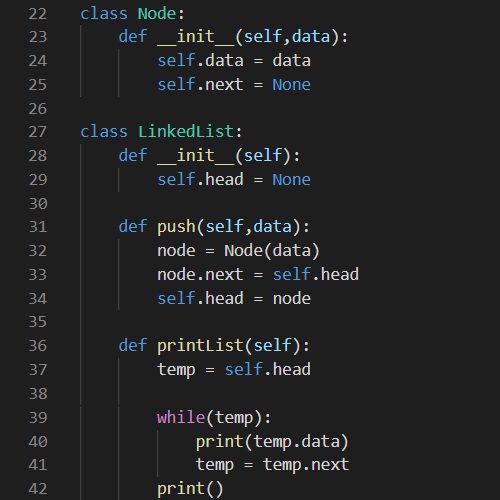 22 class Node:
23     def __init__(self,data):
24         self.data = data
25         self.next = None
26
27 class LinkedList:
28     def __init__(self):
29         self.head = None
30
31     def push(self,data):
32         node = Node(data)
33         node.next = self.head
34         self.head = node
35
36     def printList(self):
37         temp = self.head
38
39         while(temp):
40             print(temp.data)
41             temp = temp.next
42         print()